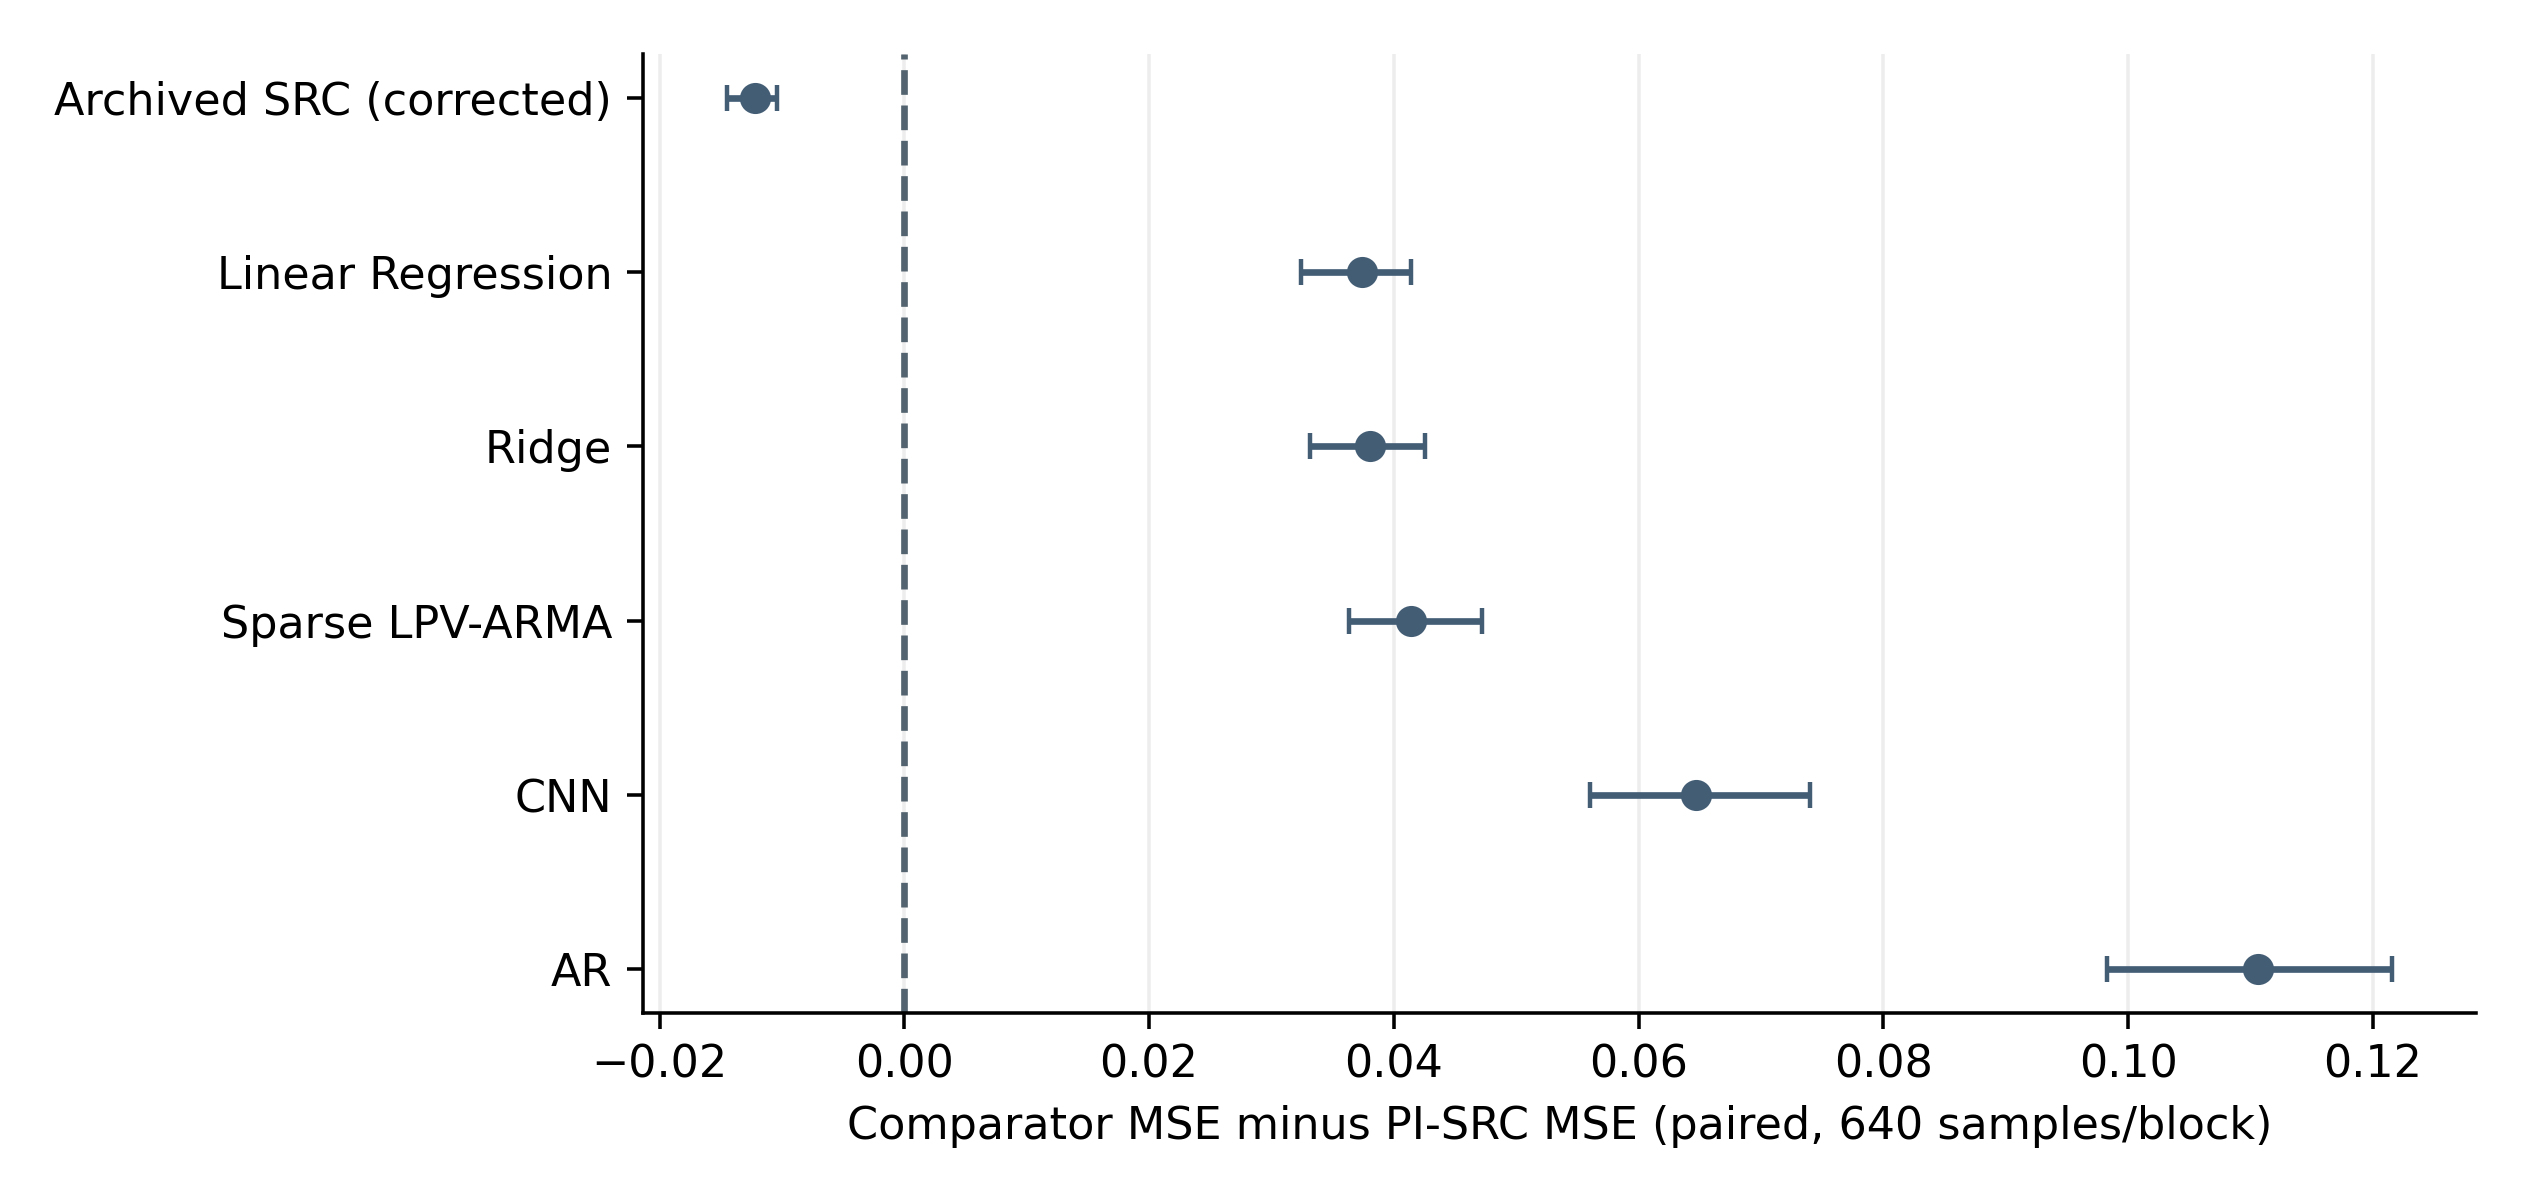 Archived SRC (corrected)
Linear Regression
Ridge
Sparse LPV-ARMA
CNN
AR
−0.02 0.00 0.02 0.04 0.06 0.08 0.10 0.12
Comparator MSE minus PI-SRC MSE (paired, 640 samples/block)